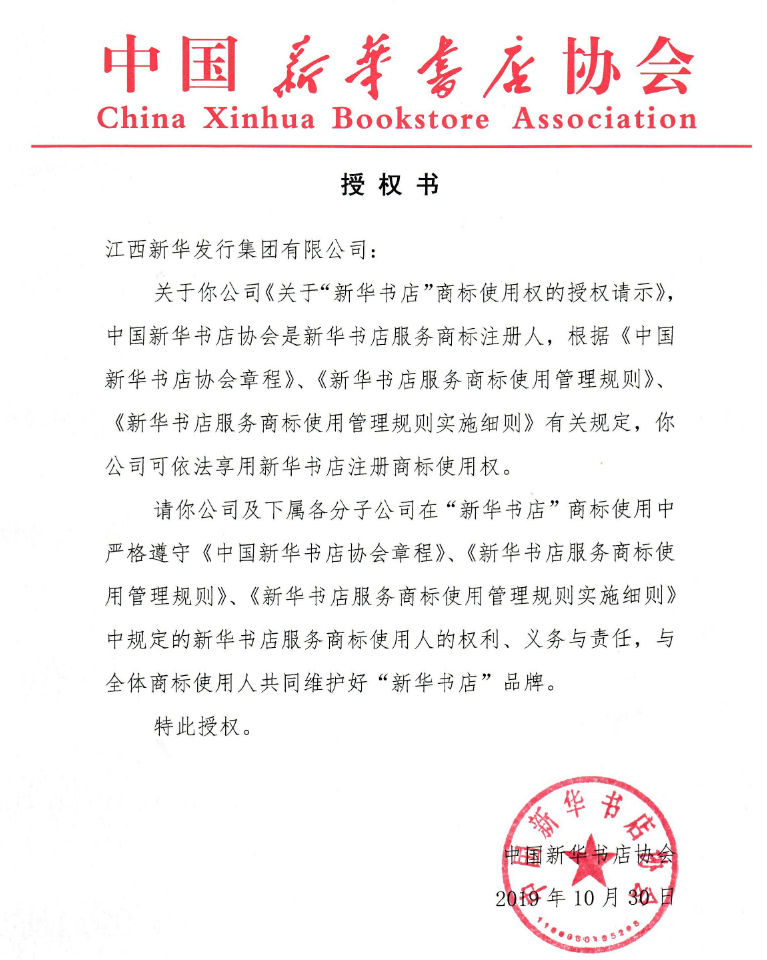 中国新华书店协会
China Xinhua Bookstore Association
授权书
江西新华发行集团有限公司：
关于你公司《关于“新华书店”商标使用权的授权请示》，
中国新华书店协会是新华书店服务商标注册人，根据《中国
新华书店协会章程》、《新华书店服务商标使用管理规则》、
《新华书店服务商标使用管理规则实施细则》有关规定，你
公司可依法享用新华书店注册商标使用权。
请你公司及下属各分子公司在“新华书店”商标使用中
严格遵守《中国新华书店协会章程》、《新华书店服务商标使
用管理规则》、《新华书店服务商标使用管理规则实施细则》
中规定的新华书店服务商标使用人的权利、义务与责任，与
全体商标使用人共同维护好“新华书店”品牌。
特此授权。
中国新华书店协会
中国新华书店协会
2019年10月30日